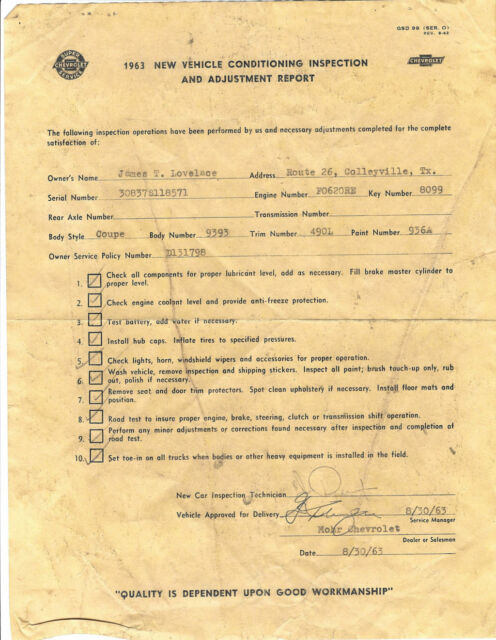 GSD 99 (SER. O)
REV. 8-62
SUPER
CHEVROLET
SERVICE
CHEVROLET
1963 NEW VEHICLE CONDITIONING INSPECTION
AND ADJUSTMENT REPORT
The following inspection operations have been performed by us and necessary adjustments completed for the complete
satisfaction of:
Owner's Name James T. Lovelace Address Route 26, Colleyville, Tx.
Serial Number 30837S118571 Engine Number F0620RE Key Number 8099
Rear Axle Number Transmission Number
Body Style Coupe Body Number 9393 Trim Number 490L Paint Number 936A
Owner Service Policy Number D131798
1. Check all components for proper lubricant level, add as necessary. Fill brake master cylinder to
proper level.
2. Check engine coolant level and provide anti-freeze protection.
3. Test battery, add water if necessary.
4. Install hub caps. Inflate tires to specified pressures.
5. Check lights, horn, windshield wipers and accessories for proper operation.
6. Wash vehicle, remove inspection and shipping stickers. Inspect all paint; brush touch-up only, rub
out, polish if necessary.
7. Remove seat and door trim protectors. Spot clean upholstery if necessary. Install floor mats and
position.
8. Road test to insure proper engine, brake, steering, clutch or transmission shift operation.
9. Perform any minor adjustments or corrections found necessary after inspection and completion of
road test.
10. Set toe-in on all trucks when bodies or other heavy equipment is installed in the field.
New Car Inspection Technician
Vehicle Approved for Delivery 8/30/63
Service Manager
Mohr Chevrolet
Dealer or Salesman
Date 8/30/63
"QUALITY IS DEPENDENT UPON GOOD WORKMANSHIP"